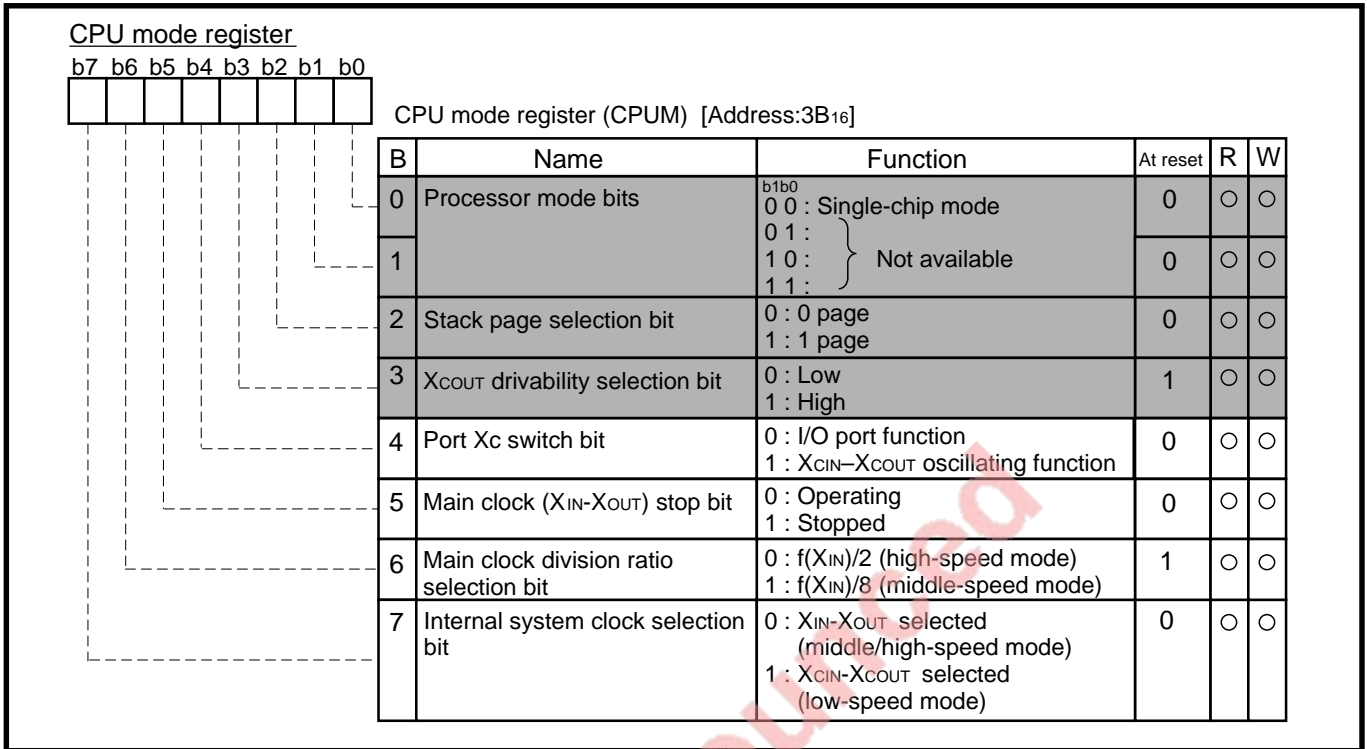 CPU mode register
b7 b6 b5 b4 b3 b2 b1 b0
CPU mode register (CPUM) [Address:3B16]
B Name Function At reset R W
0 Processor mode bits b1b0 0 ○ ○
0 0 : Single-chip mode
0 1 :
1 1 0 : Not available 0 ○ ○
1 1 :
2 Stack page selection bit 0 : 0 page 0 ○ ○
1 : 1 page
3 XCOUT drivability selection bit 0 : Low 1 ○ ○
1 : High
4 Port Xc switch bit 0 : I/O port function 0 ○ ○
1 : XCIN–XCOUT oscillating function
5 Main clock (XIN-XOUT) stop bit 0 : Operating 0 ○ ○
1 : Stopped
6 Main clock division ratio 0 : f(XIN)/2 (high-speed mode) 1 ○ ○
selection bit 1 : f(XIN)/8 (middle-speed mode)
7 Internal system clock selection 0 : XIN-XOUT selected 0 ○ ○
bit (middle/high-speed mode)
1 : XCIN-XCOUT selected
(low-speed mode)
unced